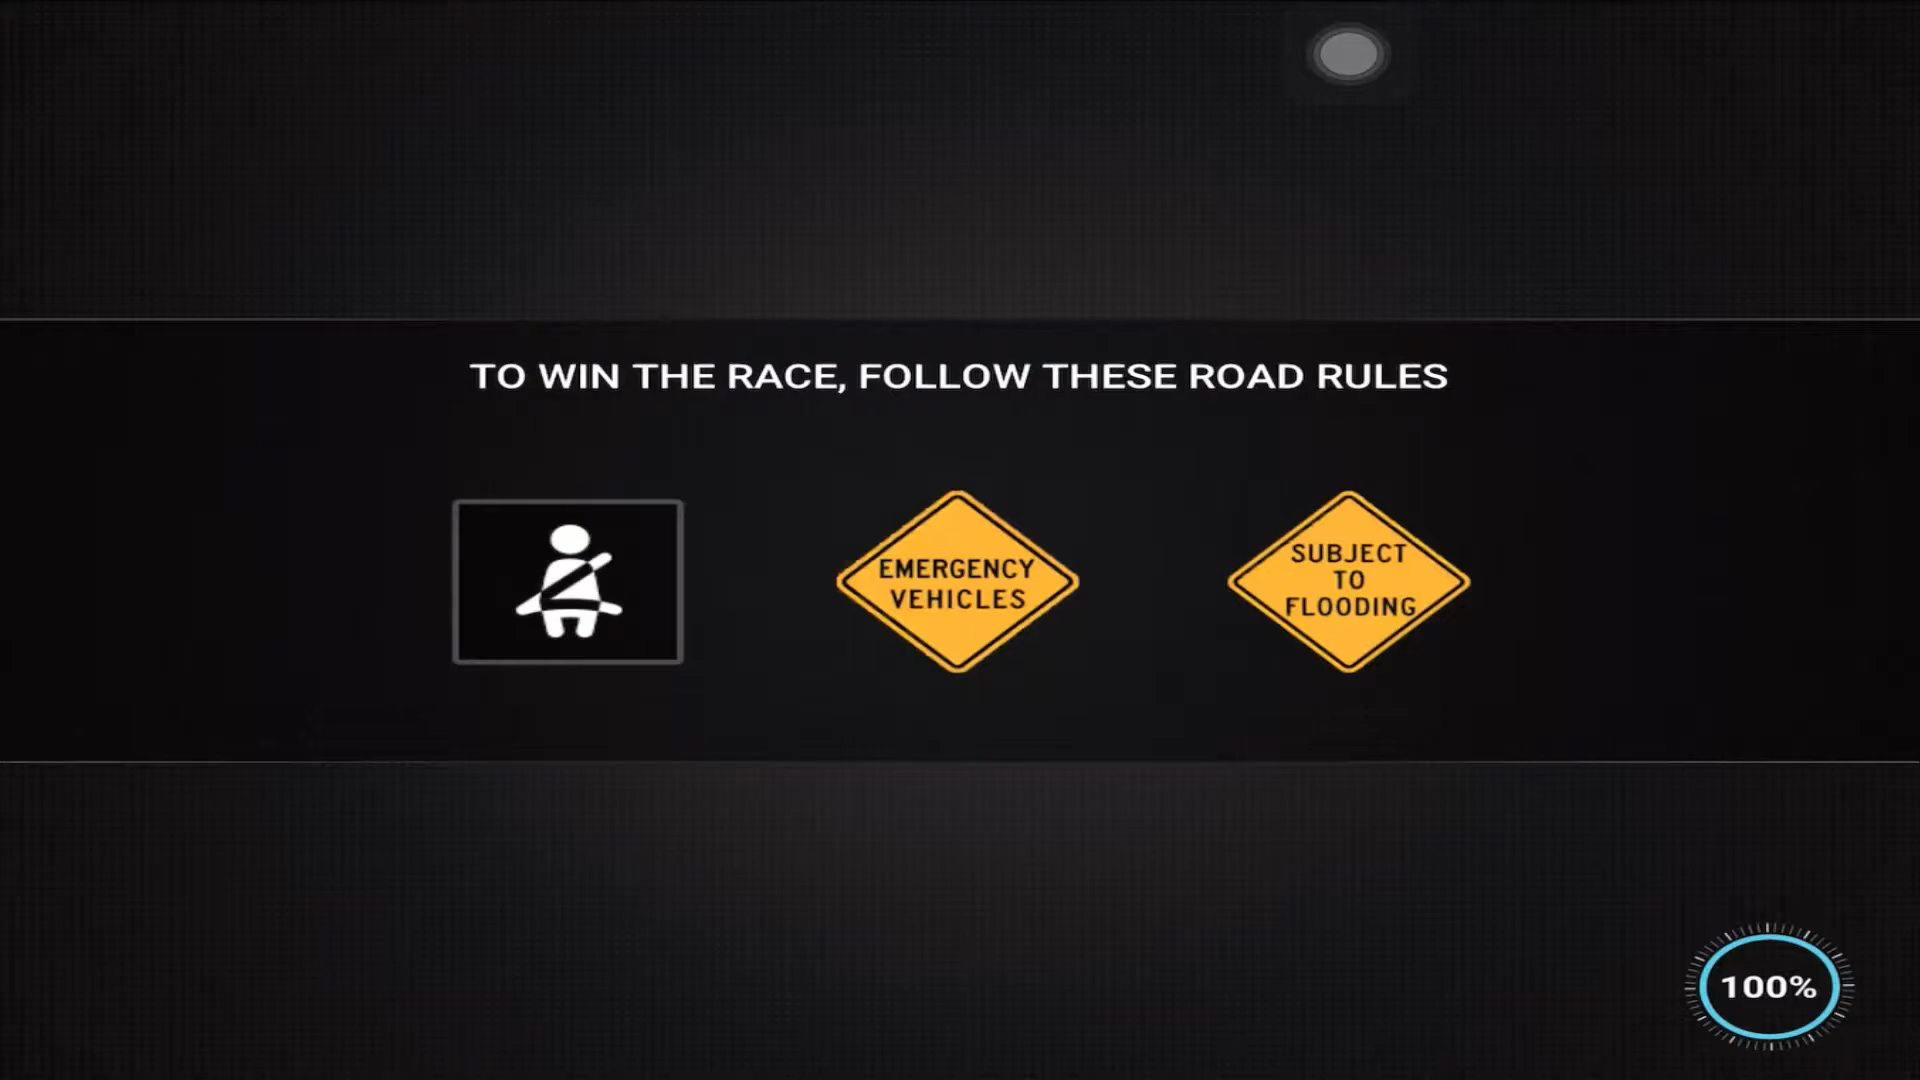 TO WIN THE RACE, FOLLOW THESE ROAD RULES
EMERGENCY
VEHICLES
SUBJECT
TO
FLOODING
100%